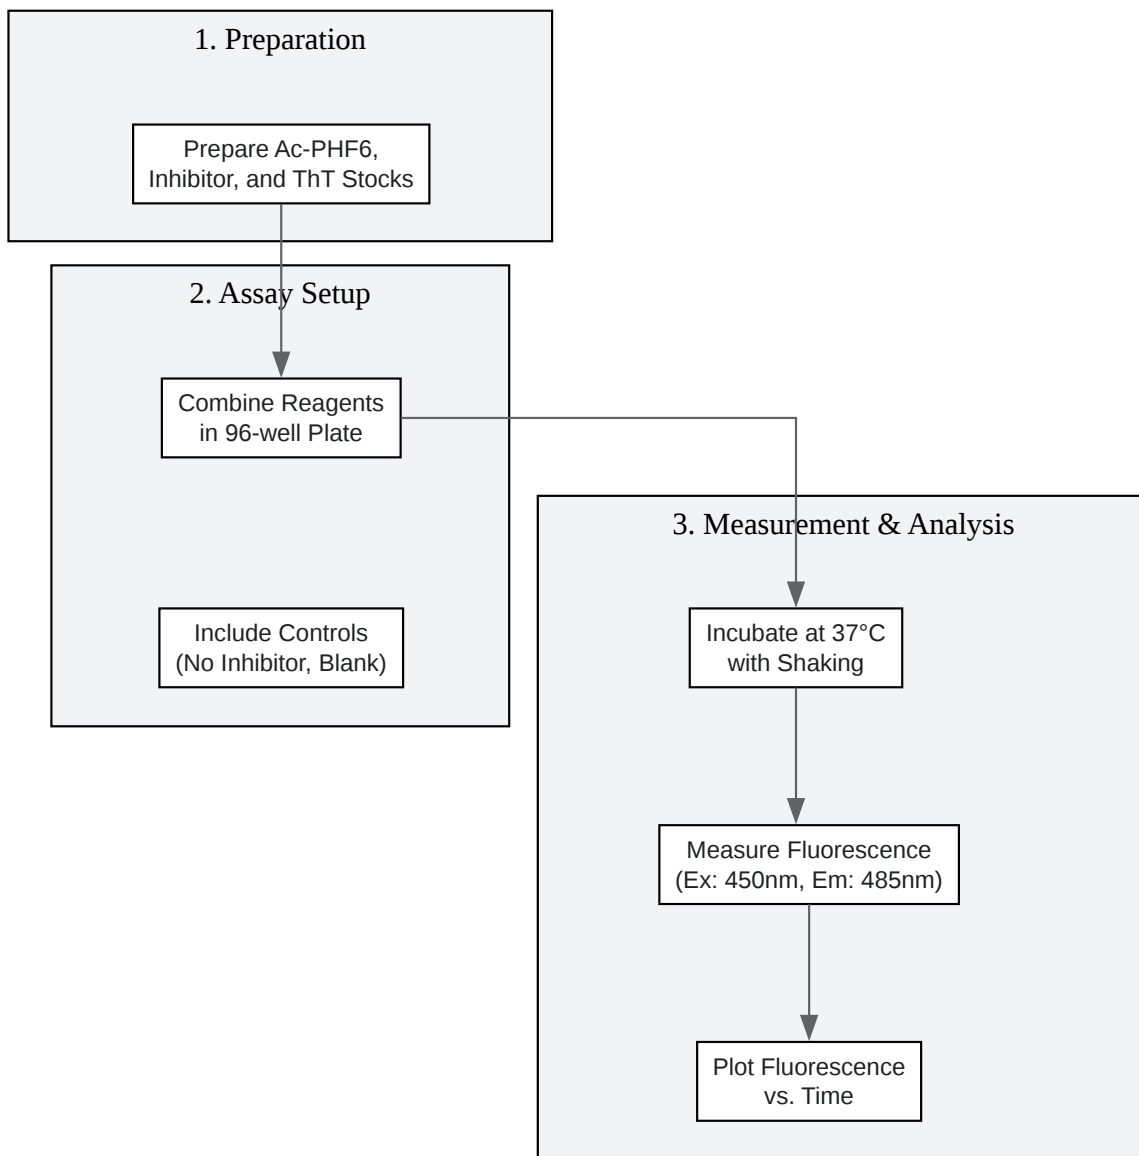 1. Preparation
Prepare Ac-PHF6,
Inhibitor, and ThT Stocks
2. Assay Setup
Combine Reagents
in 96-well Plate
Include Controls
(No Inhibitor, Blank)
3. Measurement & Analysis
Incubate at 37°C
with Shaking
Measure Fluorescence
(Ex: 450nm, Em: 485nm)
Plot Fluorescence
vs. Time